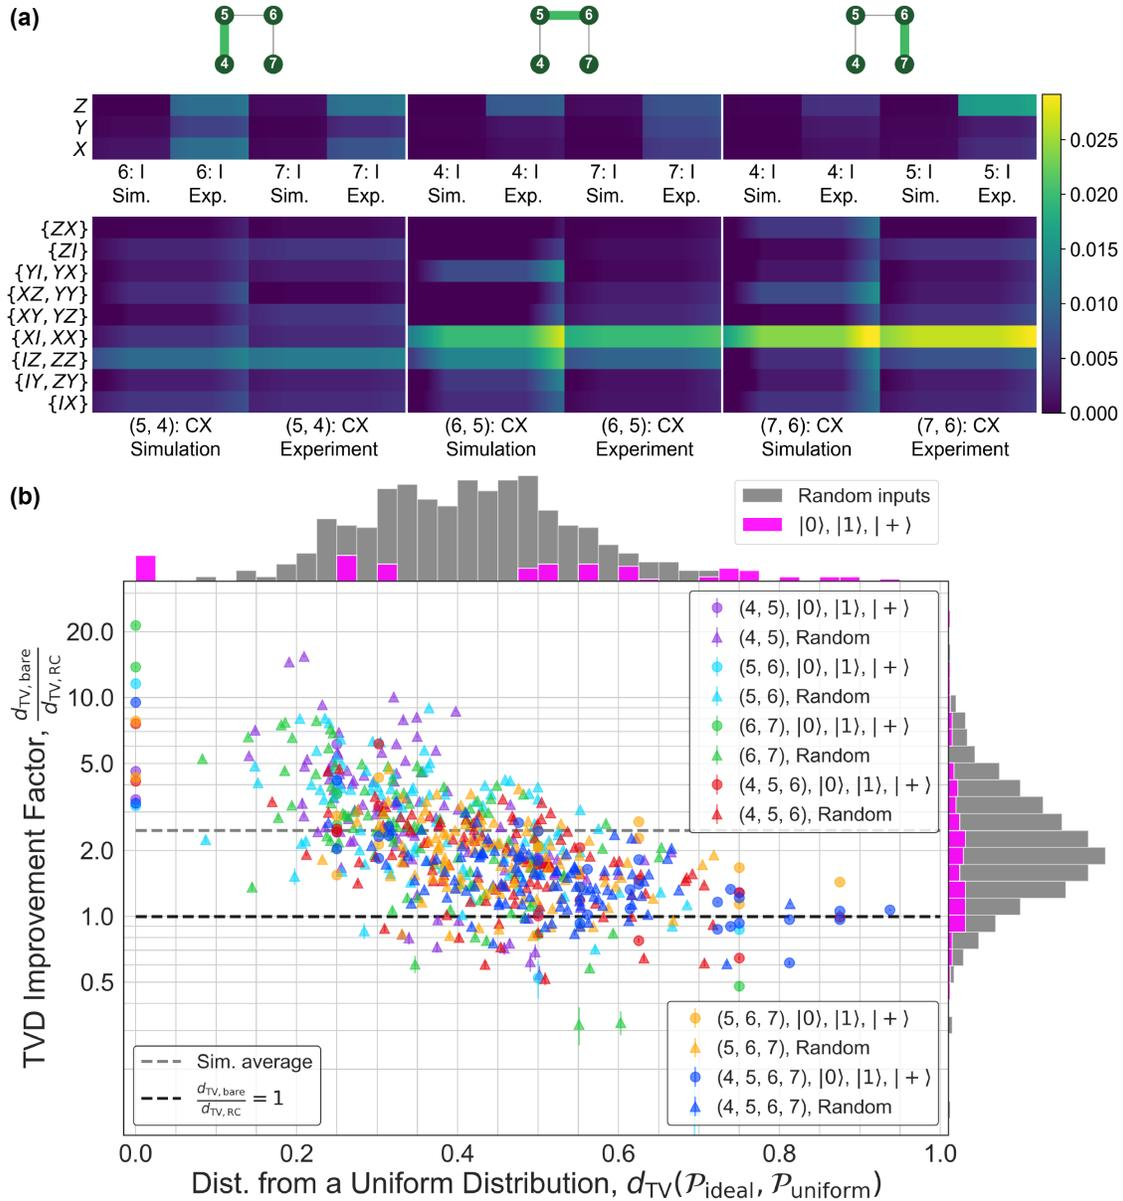 (a)
5 6 5 6 5 6
4 7 4 7 4 7
Z
Y
X
6: I 6: I 7: I 7: I 4: I 4: I 7: I 7: I 4: I 4: I 5: I 5: I
Sim. Exp. Sim. Exp. Sim. Exp. Sim. Exp. Sim. Exp. Sim. Exp.
{ZX}
{ZI}
{YI, YX}
{XZ, YY}
{XY, YZ}
{XI, XX}
{IZ, ZZ}
{IY, ZY}
{IX}
(5, 4): CX (5, 4): CX (6, 5): CX (6, 5): CX (7, 6): CX (7, 6): CX
Simulation Experiment Simulation Experiment Simulation Experiment
0.025
0.020
0.015
0.010
0.005
0.000
(b)
Random inputs
|0⟩, |1⟩, |+⟩
TVD Improvement Factor, d_TV,bare / d_TV,RC
20.0
10.0
5.0
2.0
1.0
0.5
(4, 5), |0⟩, |1⟩, |+⟩
(4, 5), Random
(5, 6), |0⟩, |1⟩, |+⟩
(5, 6), Random
(6, 7), |0⟩, |1⟩, |+⟩
(6, 7), Random
(4, 5, 6), |0⟩, |1⟩, |+⟩
(4, 5, 6), Random
(5, 6, 7), |0⟩, |1⟩, |+⟩
(5, 6, 7), Random
(4, 5, 6, 7), |0⟩, |1⟩, |+⟩
(4, 5, 6, 7), Random
Sim. average
d_TV,bare / d_TV,RC = 1
0.0 0.2 0.4 0.6 0.8 1.0
Dist. from a Uniform Distribution, d_TV(𝒫_ideal, 𝒫_uniform)